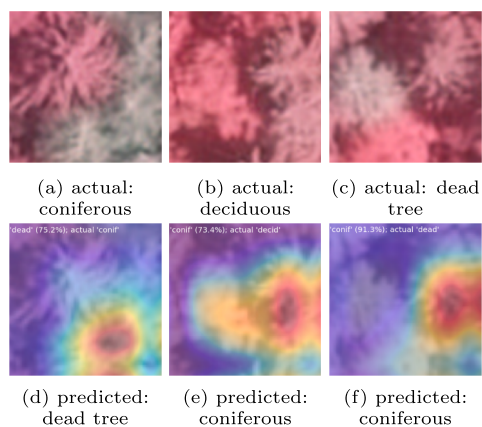 (a) actual:
coniferous
(b) actual:
deciduous
(c) actual: dead
tree
'dead' (75.2%); actual 'conif'
'conif' (73.4%); actual 'decid'
'conif' (91.3%); actual 'dead'
(d) predicted:
dead tree
(e) predicted:
coniferous
(f) predicted:
coniferous